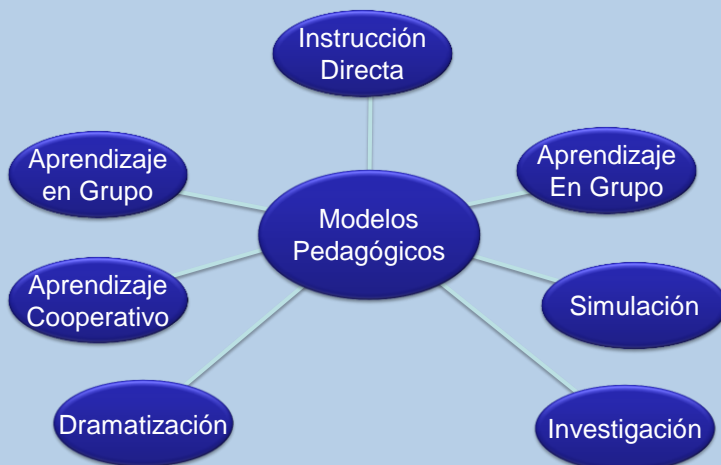 Instrucción
Directa
Aprendizaje
en Grupo
Aprendizaje
En Grupo
Modelos
Pedagógicos
Aprendizaje
Cooperativo
Simulación
Dramatización
Investigación